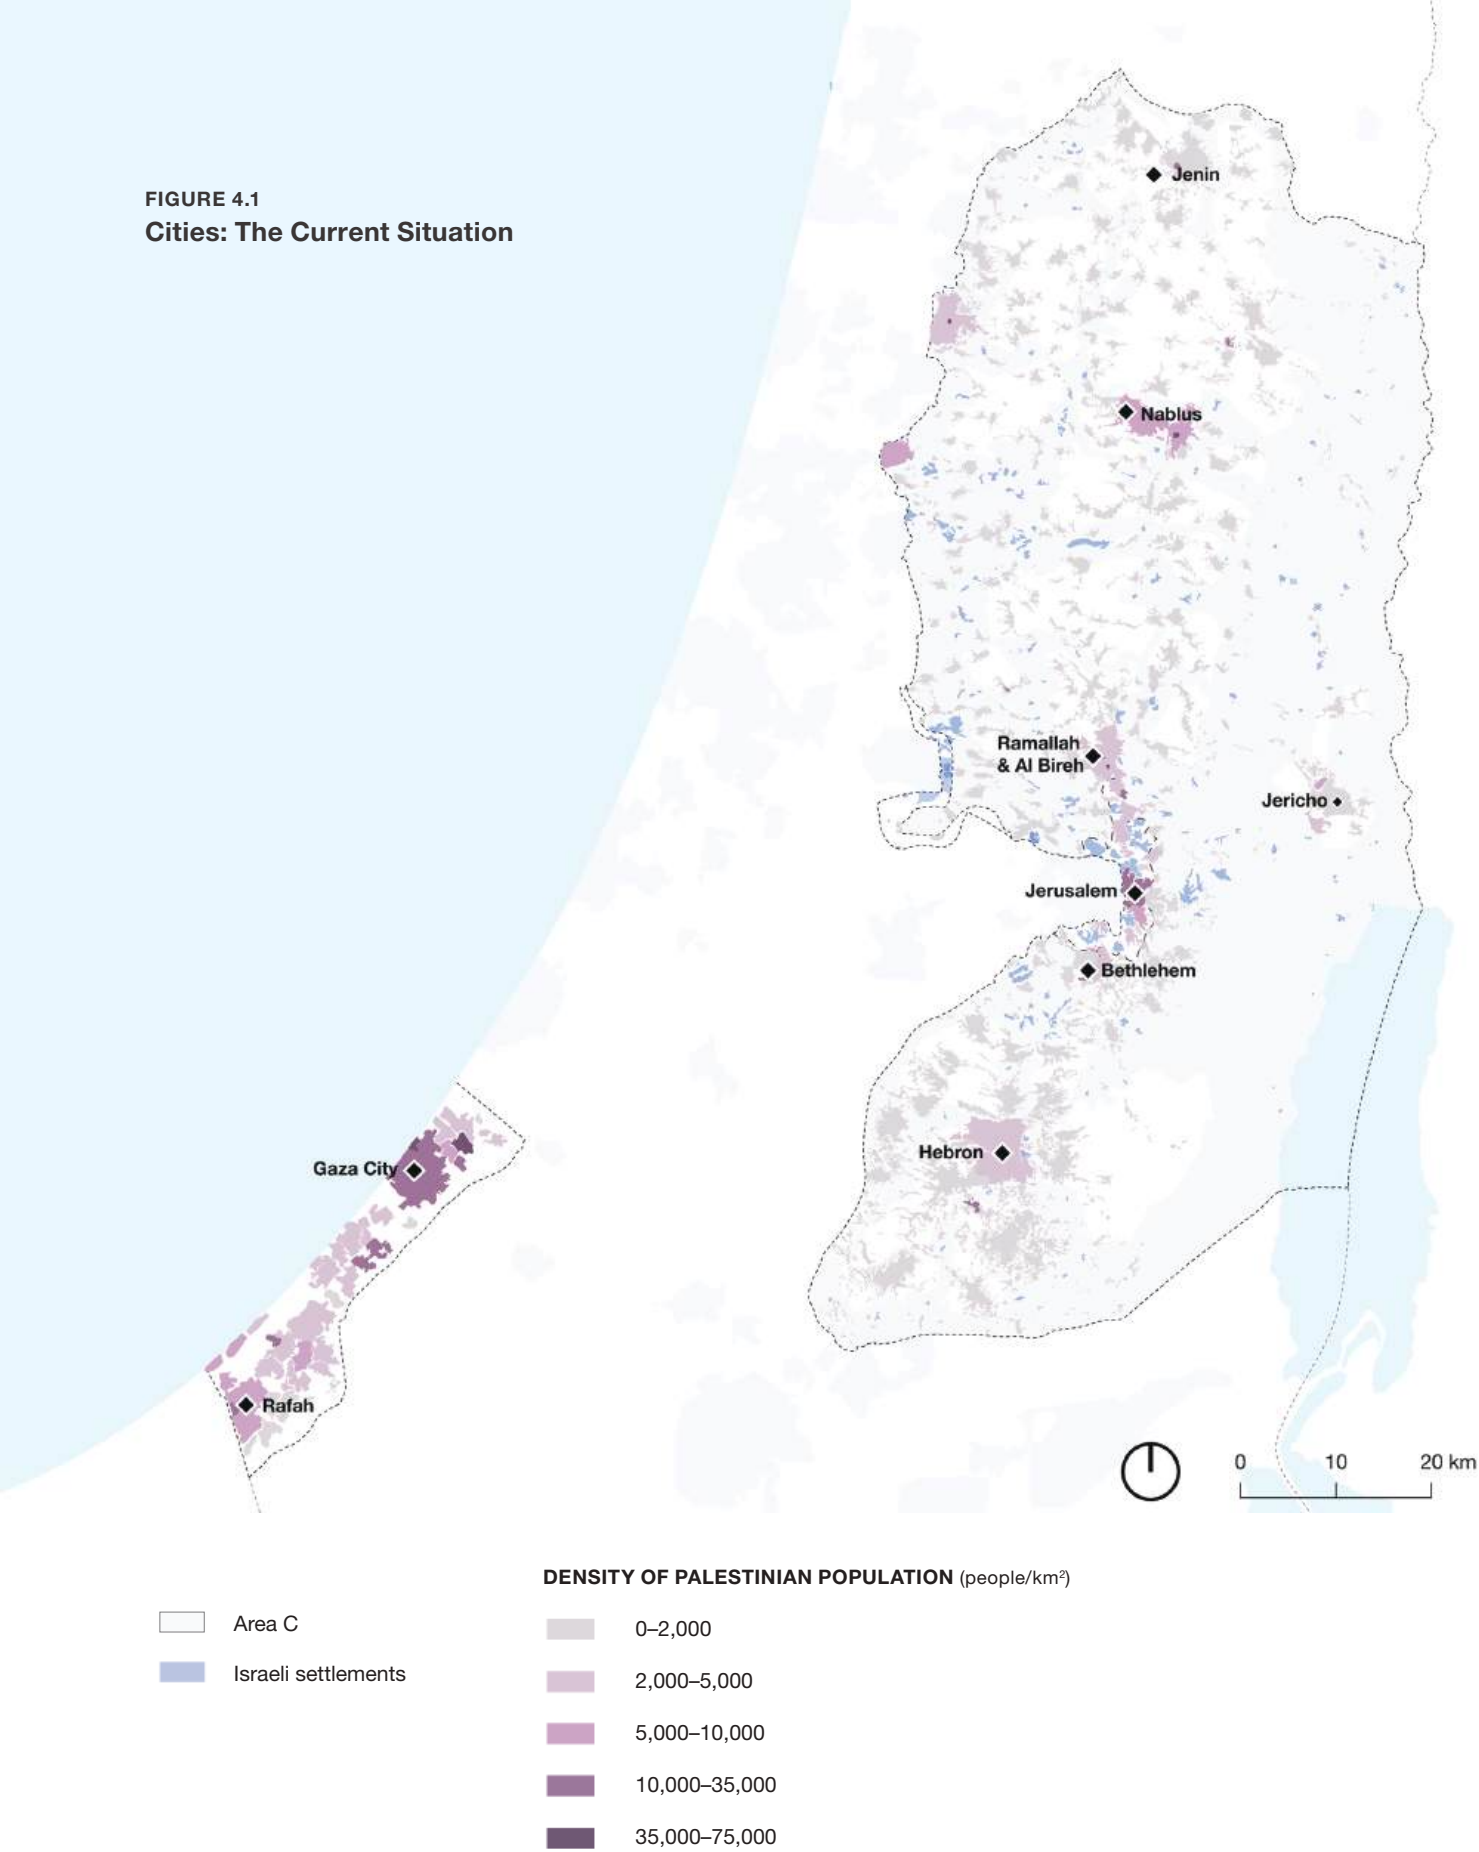 FIGURE 4.1
Cities: The Current Situation
Jenin
Nablus
Ramallah
& Al Bireh
Jericho
Jerusalem
Bethlehem
Hebron
Gaza City
Rafah
0 10 20 km
DENSITY OF PALESTINIAN POPULATION (people/km²)
Area C
Israeli settlements
0–2,000
2,000–5,000
5,000–10,000
10,000–35,000
35,000–75,000